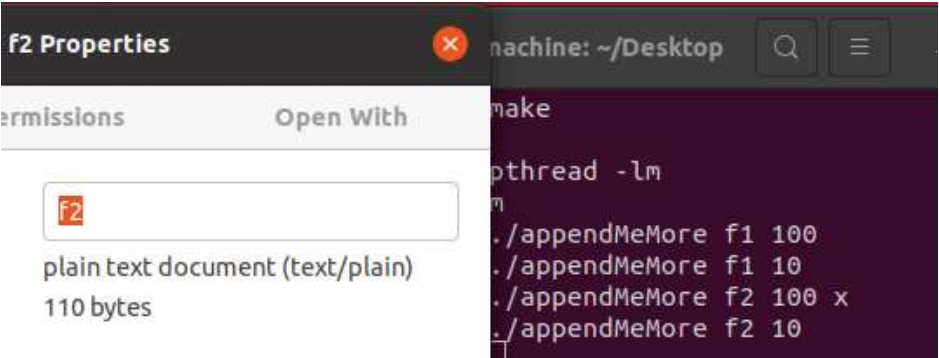 f2 Properties
machine: ~/Desktop
ermissions
Open With
make
pthread -lm
m
f2
./appendMeMore f1 100
./appendMeMore f1 10
plain text document (text/plain)
./appendMeMore f2 100 x
110 bytes
./appendMeMore f2 10